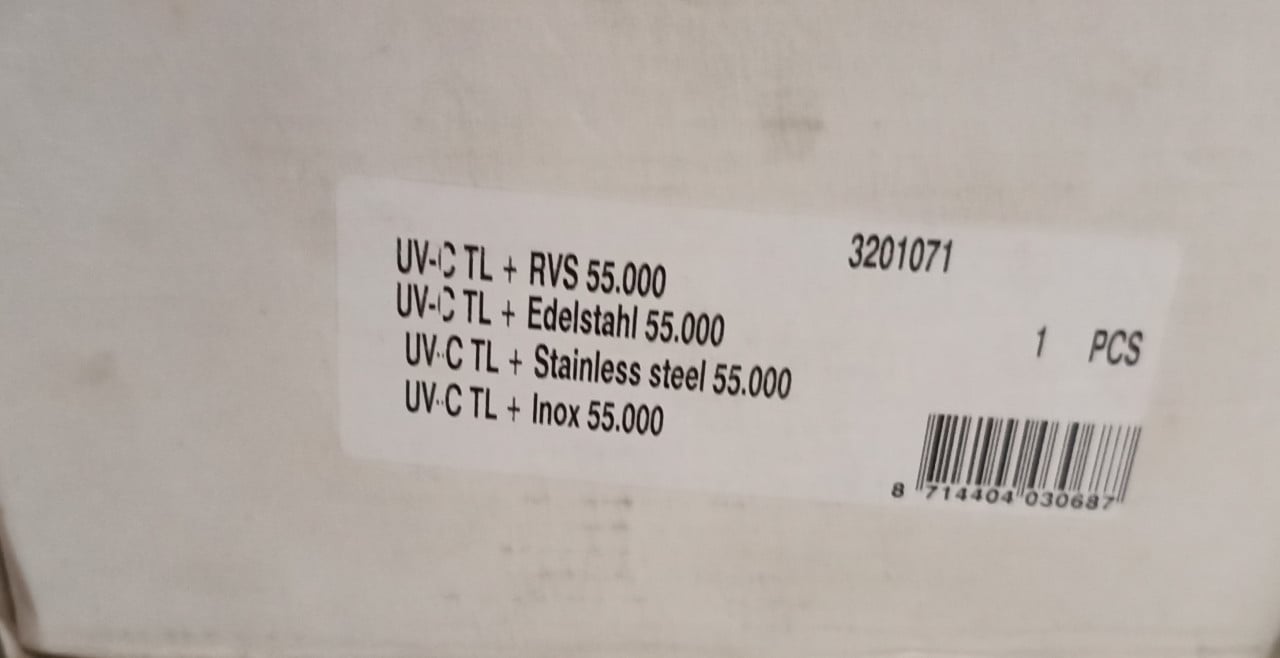 UV-C TL + RVS 55.000
UV-C TL + Edelstahl 55.000
UV-C TL + Stainless steel 55.000
UV-C TL + Inox 55.000
3201071
1 PCS
8 714404 030687